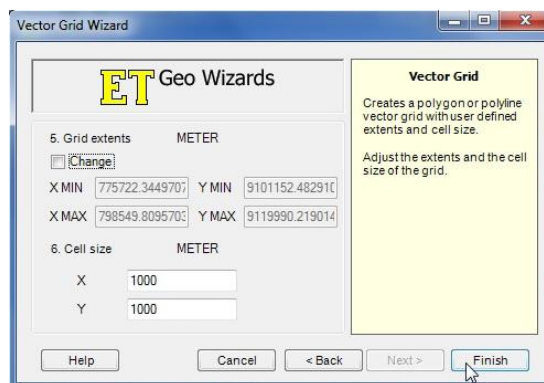 Vector Grid Wizard
ET Geo Wizards
5. Grid extents METER
Change
X MIN 775722.3449707 Y MIN 9101152.482910
X MAX 798549.8095703 Y MAX 9119990.219014
6. Cell size METER
X 1000
Y 1000
Vector Grid
Creates a polygon or polyline
vector grid with user defined
extents and cell size.
Adjust the extents and the cell
size of the grid.
Help Cancel < Back Next > Finish